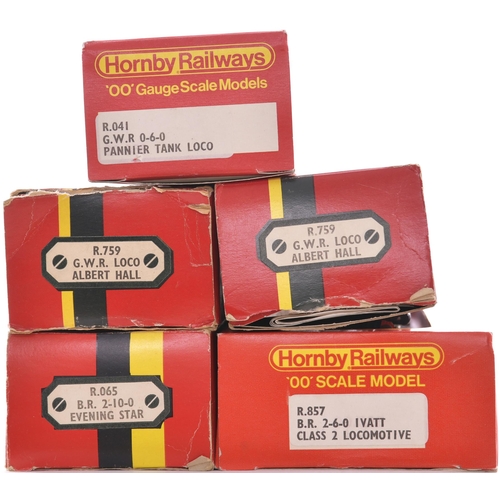 Hornby Railways
'OO' Gauge Scale Models
R.041
G.W.R 0-6-0
PANNIER TANK LOCO
R.759
G.W.R. LOCO
ALBERT HALL
R.759
G.W.R. LOCO
ALBERT HALL
R.065
B.R. 2-10-0
EVENING STAR
Hornby Railways
'OO' SCALE MODEL
R.857
B.R. 2-6-0 IVATT
CLASS 2 LOCOMOTIVE